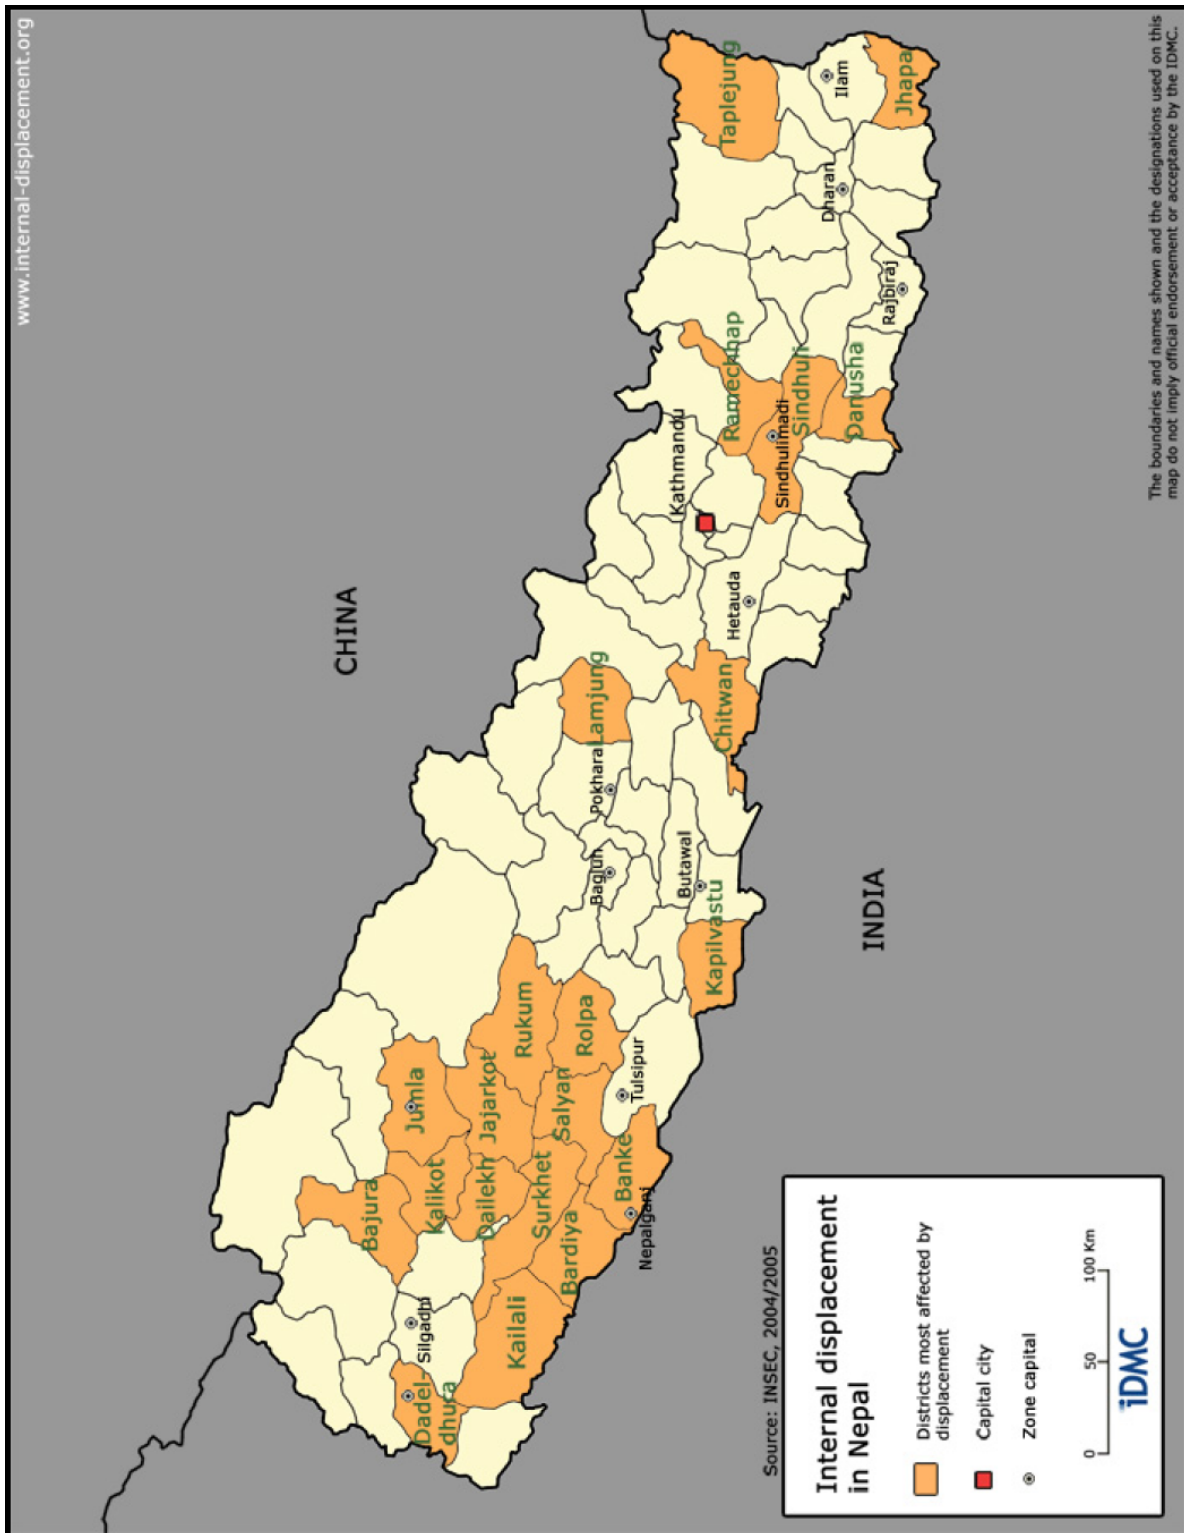 www.internal-displacement.org
CHINA
INDIA
Dadel-
dhura
Silgadhi
Bajura
Kailali
Kalikot
Jumla
Dailekh
Jajarkot
Surkhet
Salyan
Bardiya
Banke
Nepalganj
Rukum
Rolpa
Tulsipur
Kapilvastu
Butawal
Baglun
Pokhara
Lamjung
Chitwan
Hetauda
Kathmandu
Sindhulimadi
Ramechhap
Sindhuli
Danusha
Rajbiraj
Dharan
Taplejung
Ilam
Jhapa
Source: INSEC, 2004/2005
Internal displacement
in Nepal
Districts most affected by
displacement
Capital city
Zone capital
0 50 100 Km
iDMC
The boundaries and names shown and the designations used on this
map do not imply official endorsement or acceptance by the IDMC.